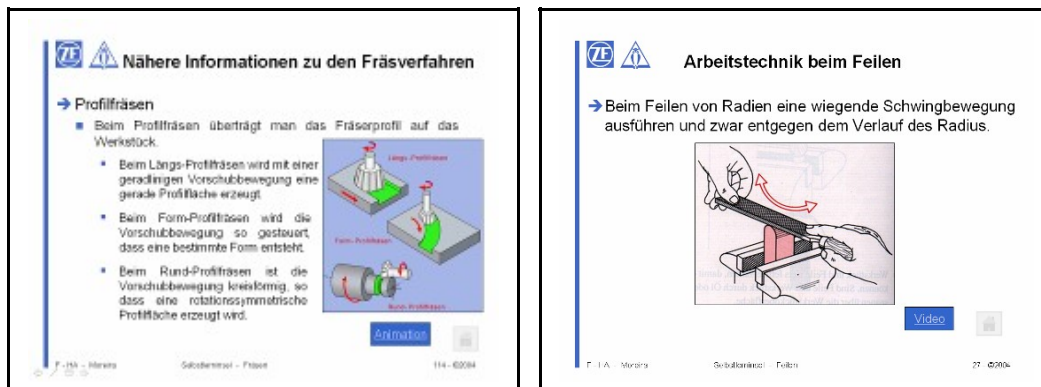 ZF
Nähere Informationen zu den Fräsverfahren
Profilfräsen
Beim Profilfräsen überträgt man das Fräserprofil auf das
Werkstück.
Beim Längs-Profilfräsen wird mit einer
geradlinigen Vorschubbewegung eine
gerade Profilfläche erzeugt
Beim Form-Profilfräsen wird die
Vorschubbewegung so gesteuert,
dass eine bestimmte Form entsteht.
Beim Rund-Profilfräsen ist die
Vorschubbewegung kreisförmig, so
dass eine rotationssymmetrische
Profilfläche erzeugt wird.
Längs-Profilfräsen
Form-Profilfräsen
Rund-Profilfräsen
Animation
114 - ©2004
ZF
Arbeitstechnik beim Feilen
Beim Feilen von Radien eine wiegende Schwingbewegung
ausführen und zwar entgegen dem Verlauf des Radius.
Video
27 ©2004